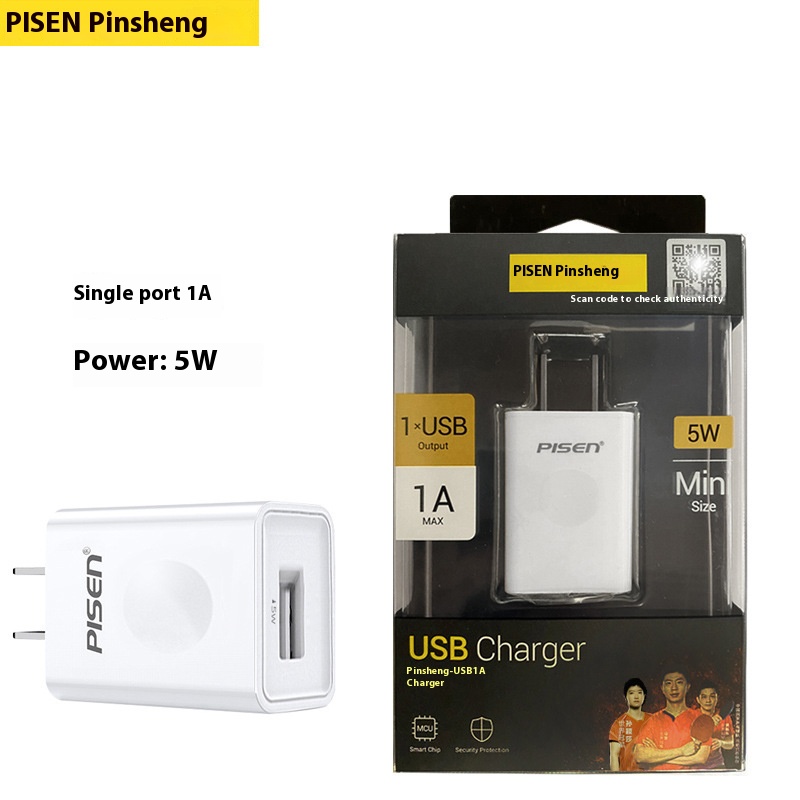 PISEN Pinsheng
Single port 1A
Power: 5W
PISEN®
5W
PISEN Pinsheng
Scan code to check authenticity
1×USB
Output
1A
MAX
PISEN®
5W
Min
Size
USB Charger
Pinsheng-USB1A
Charger
MCU
Smart Chip
Security Protection